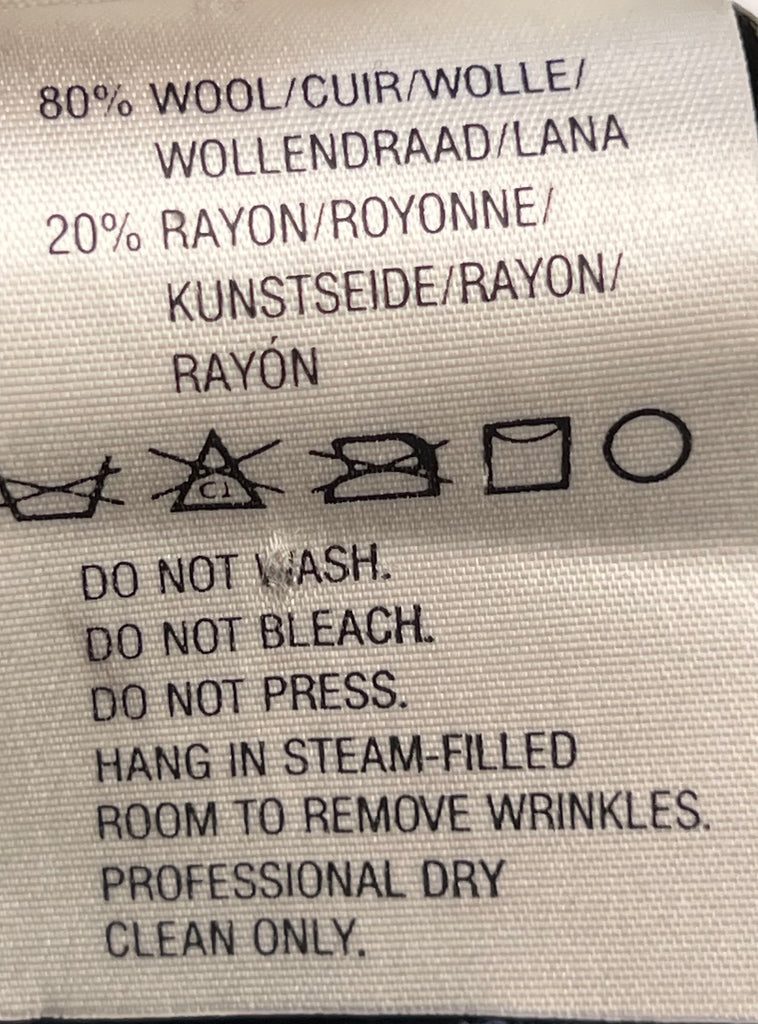 80% WOOL/CUIR/WOLLE/
WOLLENDRAAD/LANA
20% RAYON/ROYONNE/
KUNSTSEIDE/RAYON/
RAYÓN
CL
DO NOT WASH.
DO NOT BLEACH.
DO NOT PRESS.
HANG IN STEAM-FILLED
ROOM TO REMOVE WRINKLES.
PROFESSIONAL DRY
CLEAN ONLY.